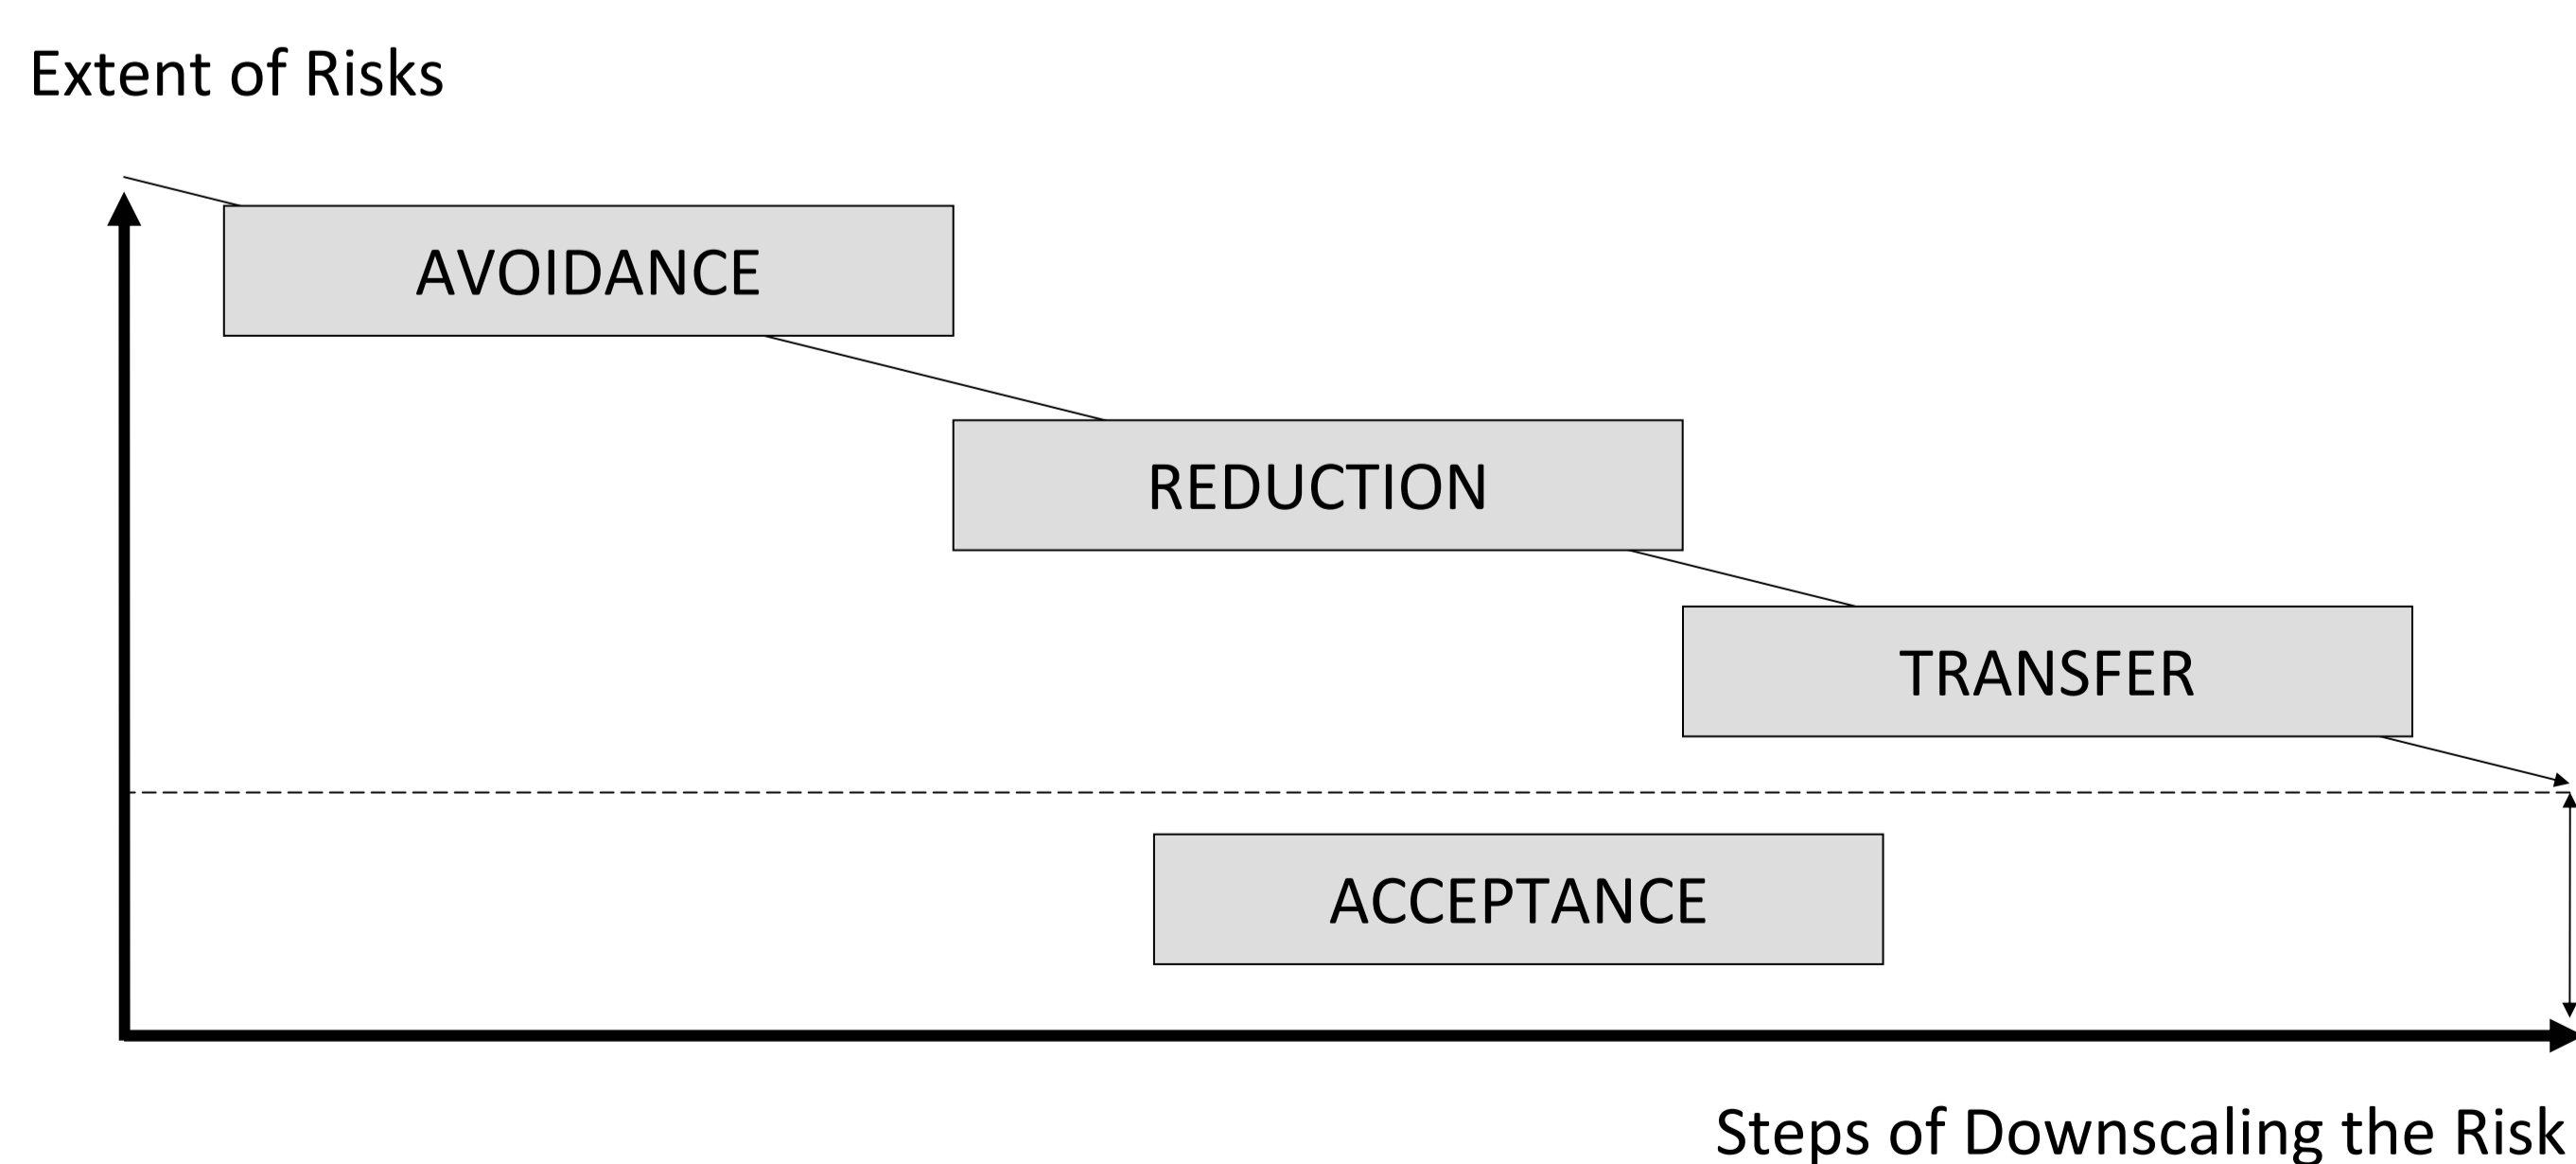 Extent of Risks
AVOIDANCE
REDUCTION
TRANSFER
ACCEPTANCE
Steps of Downscaling the Risk